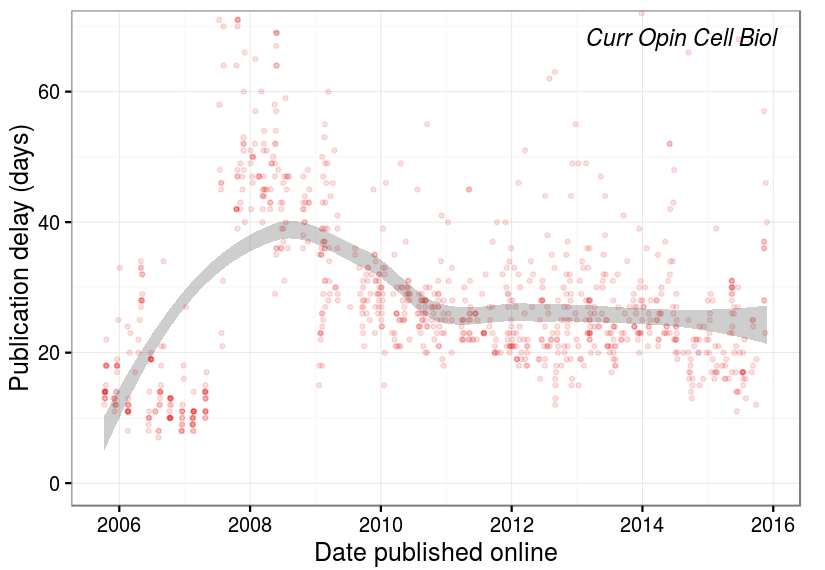 Curr Opin Cell Biol
Publication delay (days)
60
40
20
0
2006 2008 2010 2012 2014 2016
Date published online